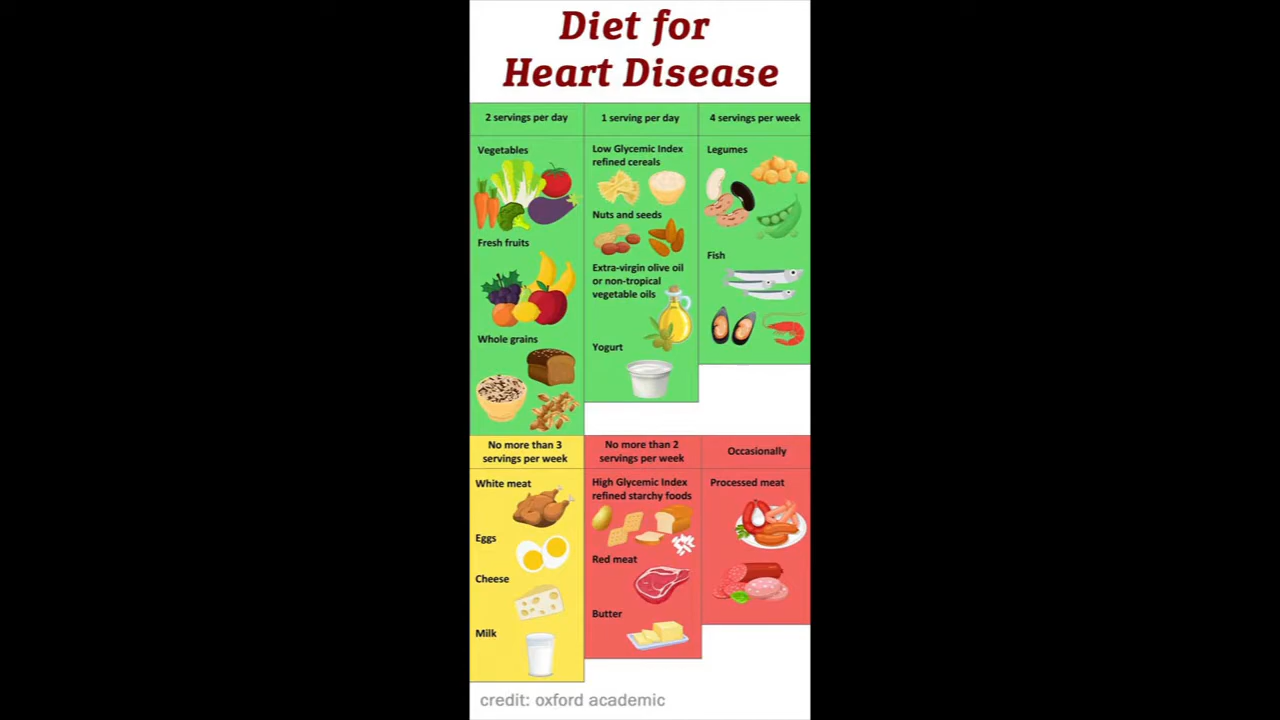 Diet for
Heart Disease
2 servings per day
Vegetables
Fresh fruits
Whole grains
1 serving per day
Low Glycemic Index
refined cereals
Nuts and seeds
Extra-virgin olive oil
or non-tropical
vegetable oils
Yogurt
4 servings per week
Legumes
Fish
No more than 3
servings per week
White meat
Eggs
Cheese
Milk
No more than 2
servings per week
High Glycemic Index
refined starchy foods
Red meat
Butter
Occasionally
Processed meat
credit: oxford academic